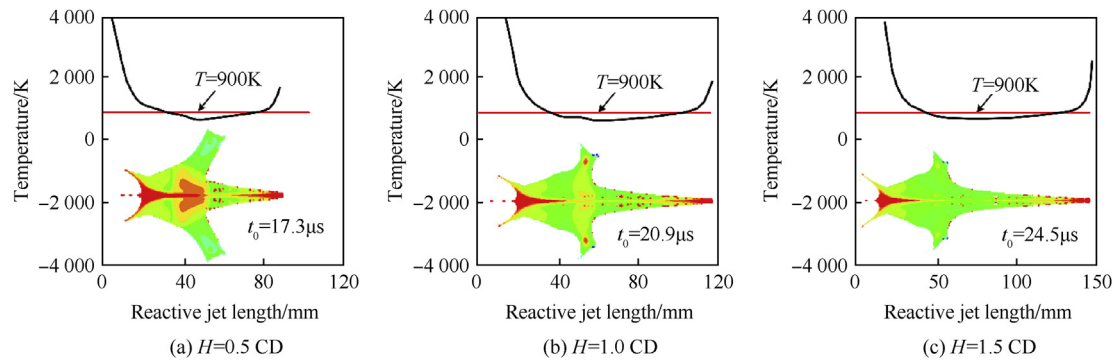 4 000
2 000
0
−2 000
−4 000
Temperature/K
T=900K
t₀=17.3μs
0 40 80 120
Reactive jet length/mm
(a) H=0.5 CD
4 000
2 000
0
−2 000
−4 000
Temperature/K
T=900K
t₀=20.9μs
0 20 40 60 80 100 120
Reactive jet length/mm
(b) H=1.0 CD
4 000
2 000
0
−2 000
−4 000
Temperature/K
T=900K
t₀=24.5μs
0 50 100 150
Reactive jet length/mm
(c) H=1.5 CD